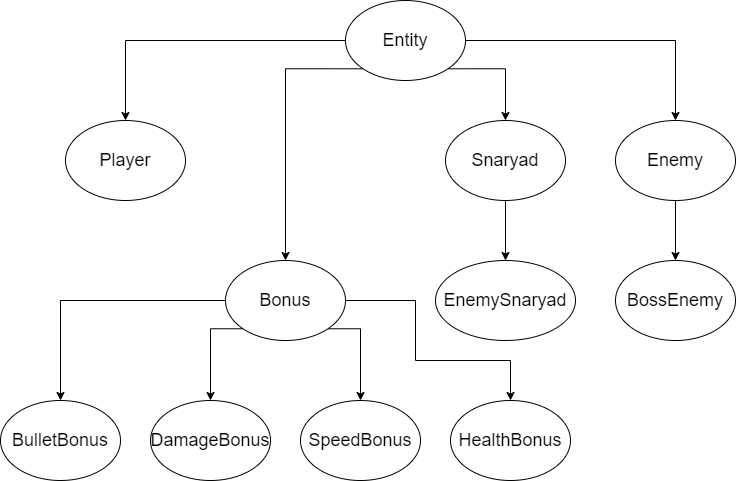 Entity
Player
Snaryad
Enemy
Bonus
EnemySnaryad
BossEnemy
BulletBonus
DamageBonus
SpeedBonus
HealthBonus